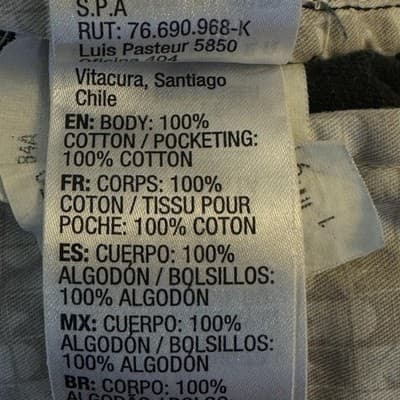 S.P.A
RUT: 76.690.968-K
Luis Pasteur 5850
Oficina 404
Vitacura, Santiago
Chile
EN: BODY: 100%
COTTON / POCKETING:
100% COTTON
FR: CORPS: 100%
COTON / TISSU POUR
POCHE: 100% COTON
ES: CUERPO: 100%
ALGODÓN / BOLSILLOS:
100% ALGODÓN
MX: CUERPO: 100%
ALGODÓN / BOLSILLOS:
100% ALGODÓN
BR: CORPO: 100%